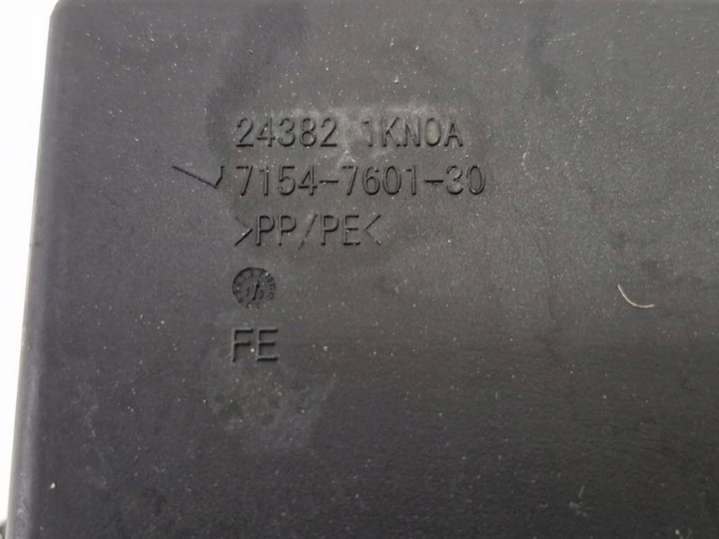 24382 1KN0A
7154-7601-30
>PP/PE<
FE